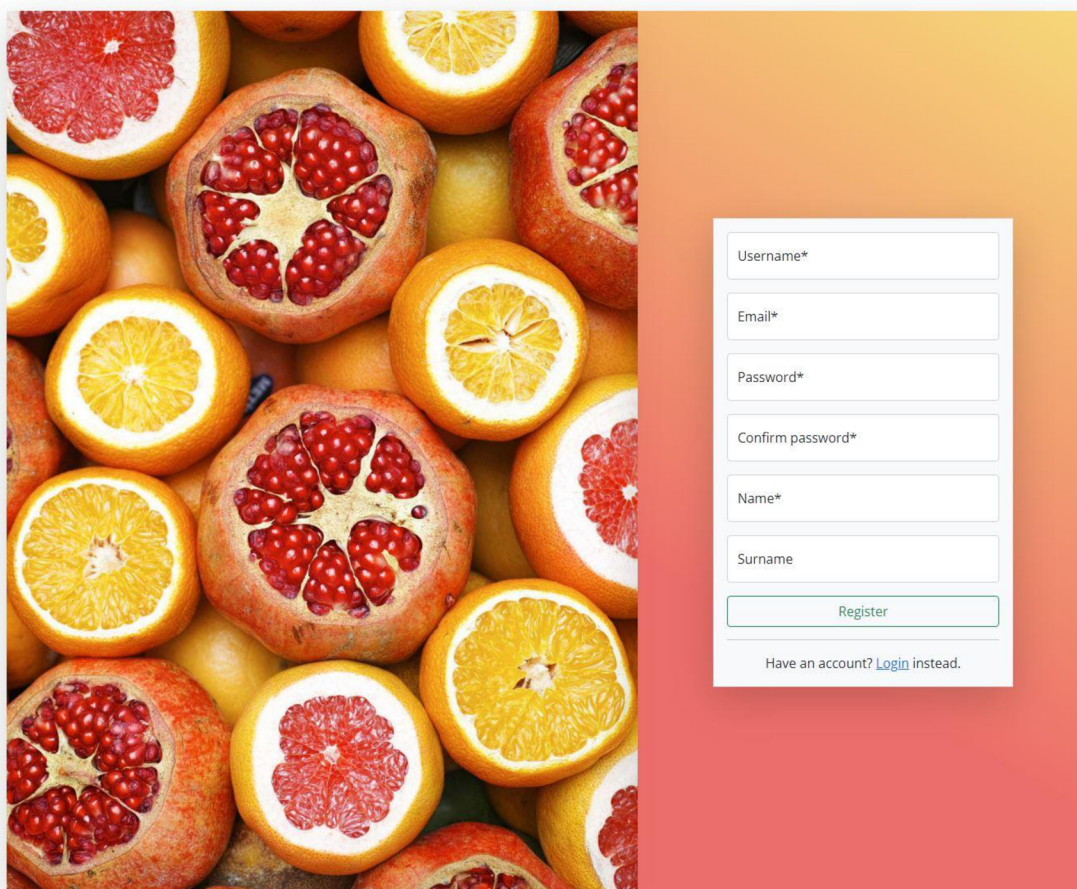 Username*
Email*
Password*
Confirm password*
Name*
Surname
Register
Have an account? Login instead.